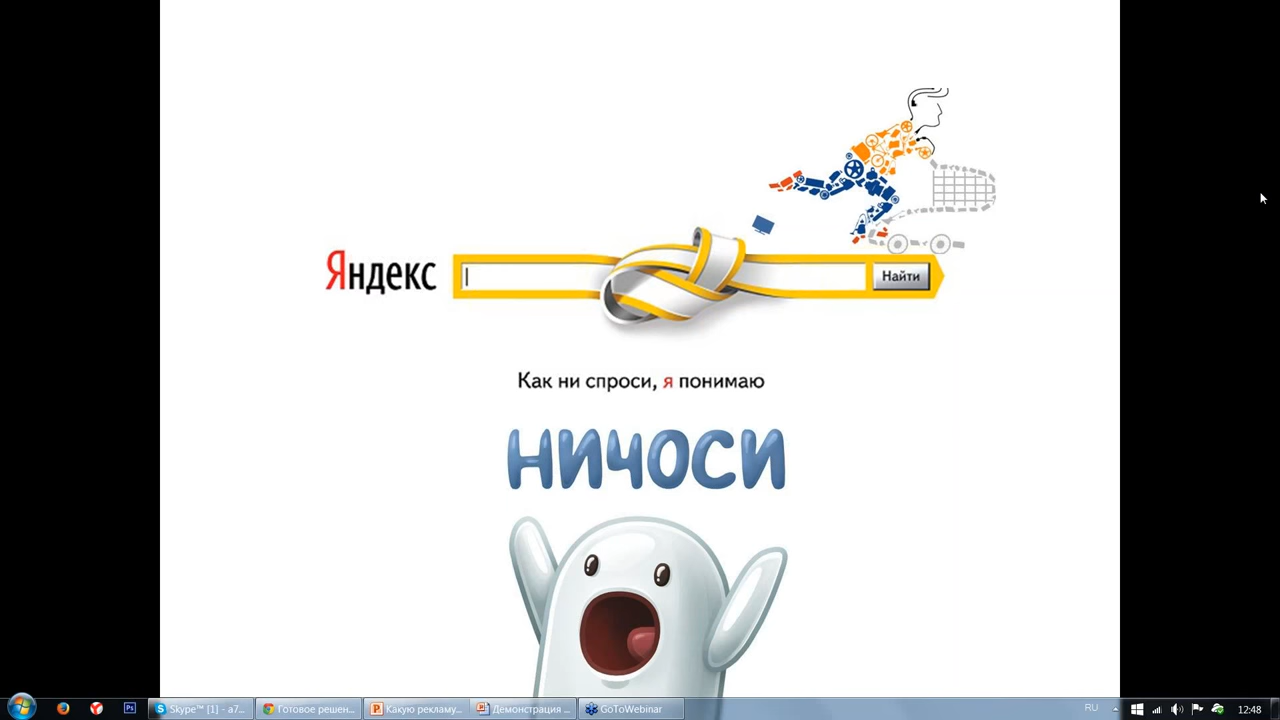 Яндекс
Найти
Как ни спроси, я понимаю
НИЧОСИ
Skype™ [1] - a7...
Готовое решен...
Какую рекламу...
Демонстрация ...
GoToWebinar
RU
12:48